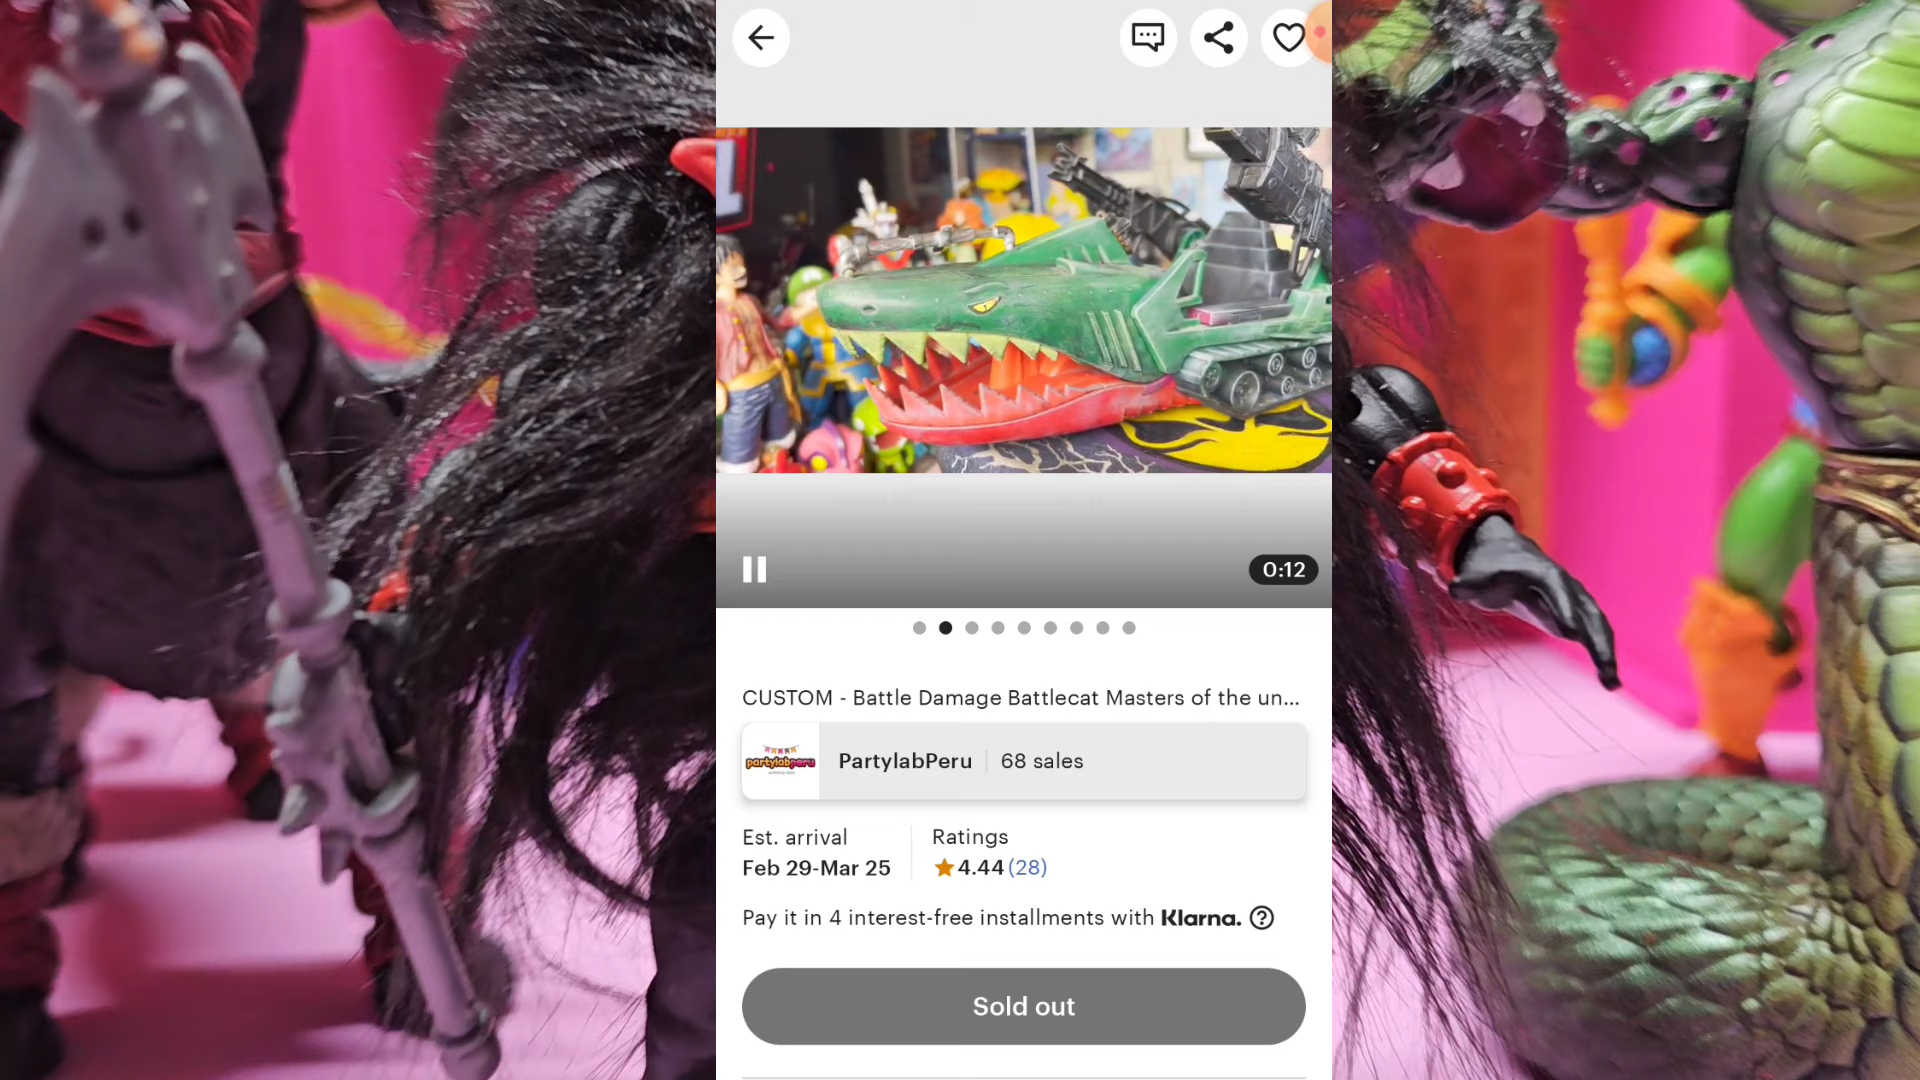 0:12
CUSTOM - Battle Damage Battlecat Masters of the un...
partylabperu
PartylabPeru
68 sales
Est. arrival
Ratings
Feb 29-Mar 25
4.44 (28)
Pay it in 4 interest-free installments with Klarna. ?
Sold out